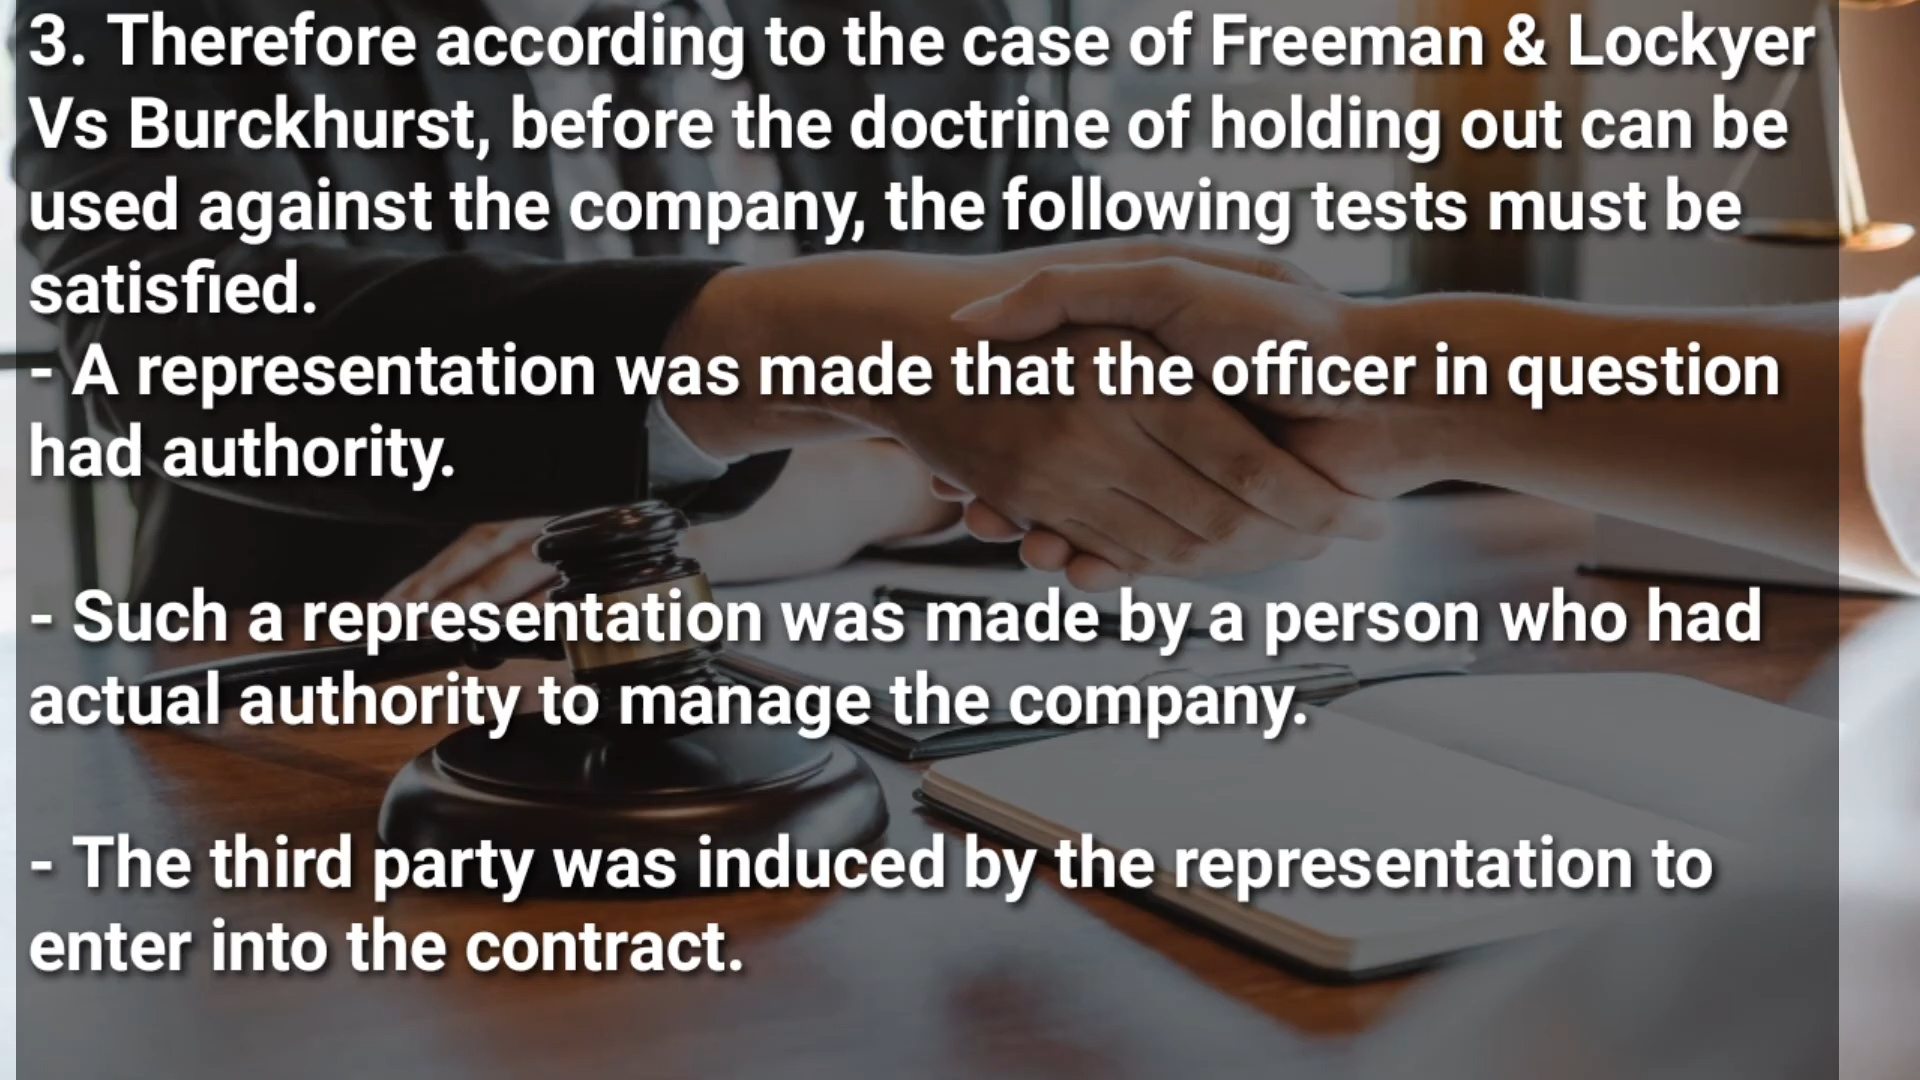 3. Therefore according to the case of Freeman & Lockyer
Vs Burckhurst, before the doctrine of holding out can be
used against the company, the following tests must be
satisfied.
- A representation was made that the officer in question
had authority.
- Such a representation was made by a person who had
actual authority to manage the company.
- The third party was induced by the representation to
enter into the contract.